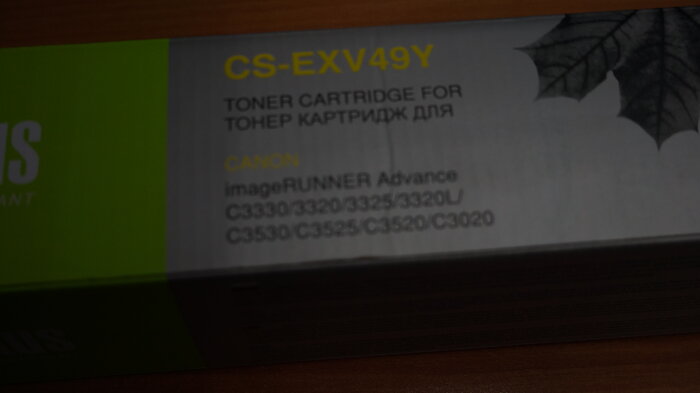 CS-EXV49Y
TONER CARTRIDGE FOR
ТОНЕР КАРТРИДЖ ДЛЯ
CANON
imageRUNNER Advance
C3330/3320/3325/3320L/
C3530/C3525/C3520/C3020